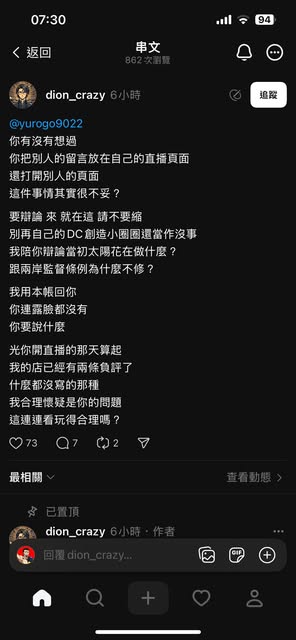 07:30
94
返回
串文
862 次瀏覽
dion_crazy 6小時
追蹤
@yurogo9022
你有沒有想過
你把別人的留言放在自己的直播頁面
還打開別人的頁面
這件事情其實很不妥？
要辯論 來 就在這 請不要縮
別再自己的DC創造小圈圈還當作沒事
我陪你辯論當初太陽花在做什麼？
跟兩岸監督條例為什麼不修？
我用本帳回你
你連露臉都沒有
你要說什麼
光你開直播的那天算起
我的店已經有兩條負評了
什麼都沒寫的那種
我合理懷疑是你的問題
這連連看玩得合理嗎？
73 7 2
最相關 查看動態
已置頂
dion_crazy 6小時・作者
回覆 dion_crazy...
GIF